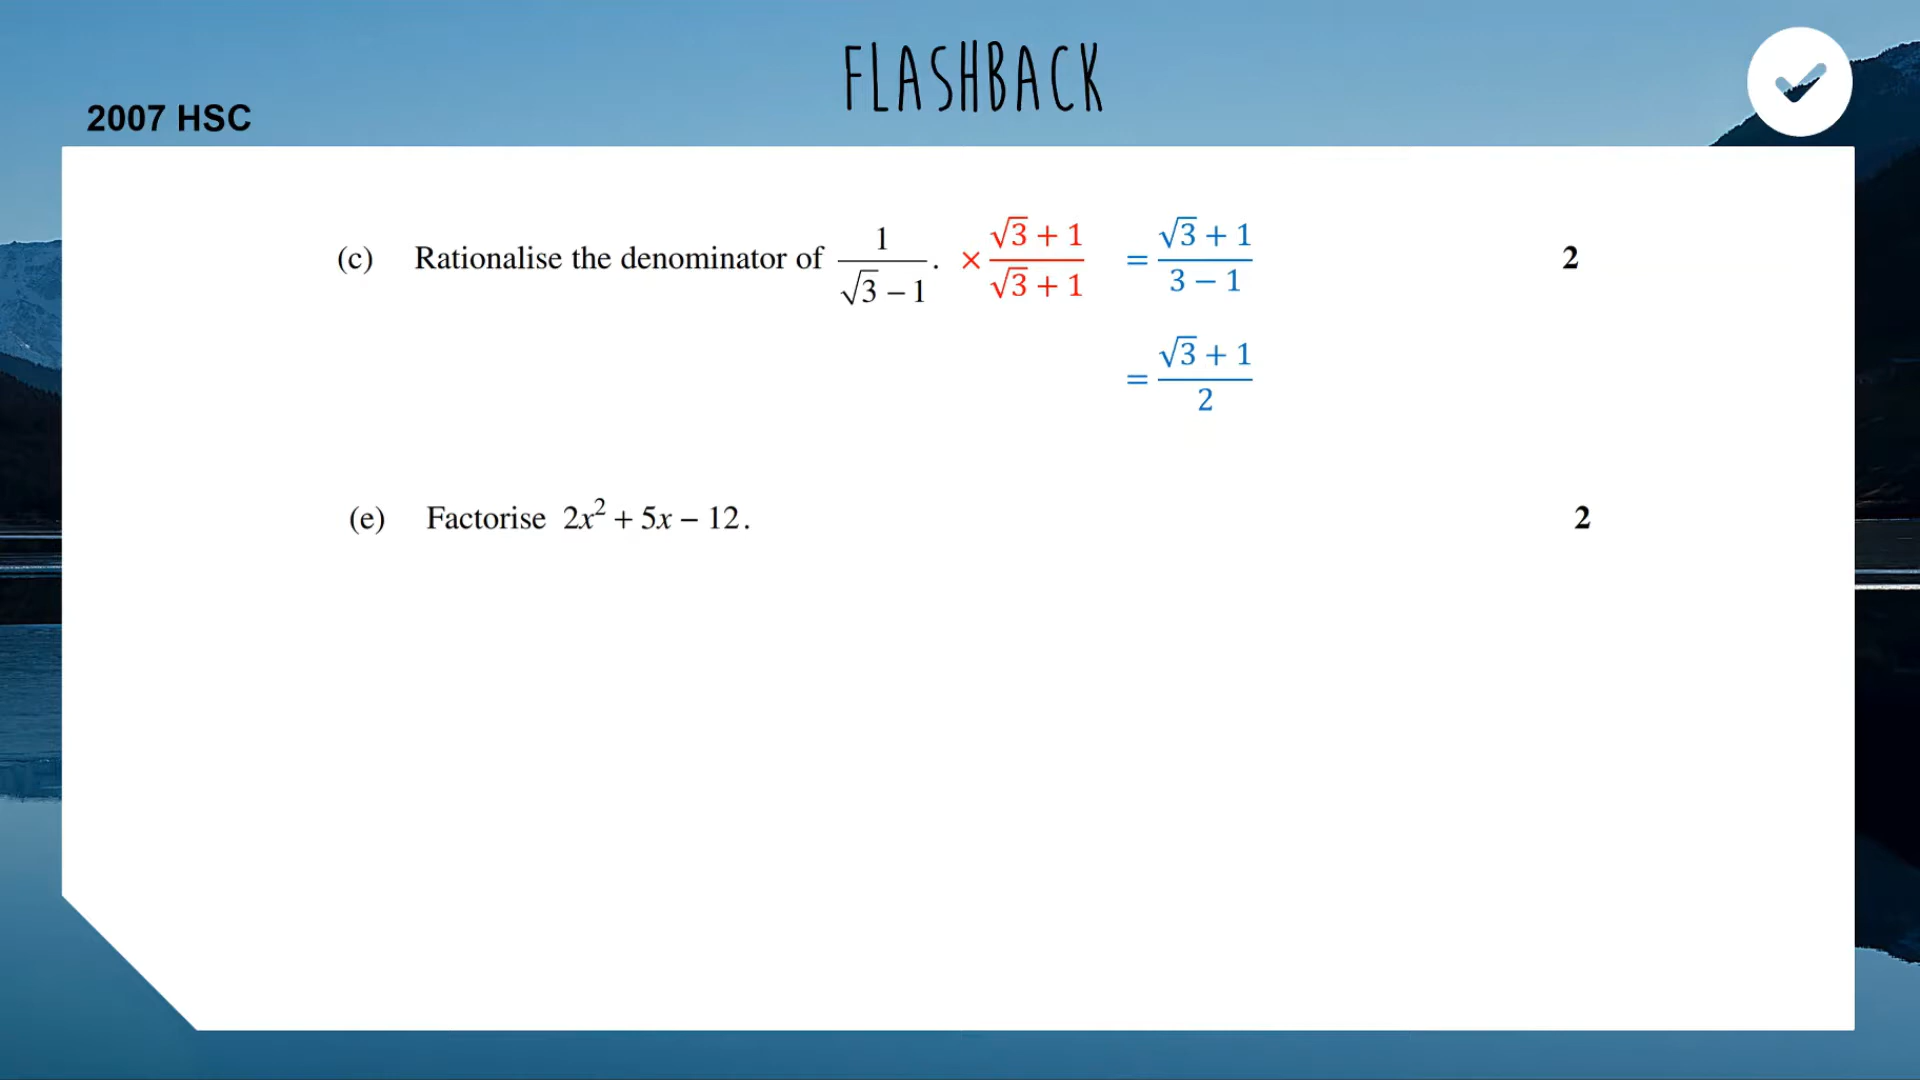 FLASHBACK
2007 HSC
(c) Rationalise the denominator of 1/(√3 – 1). × (√3 + 1)/(√3 + 1) = (√3 + 1)/(3 − 1) 2
= (√3 + 1)/2
(e) Factorise 2x² + 5x – 12. 2